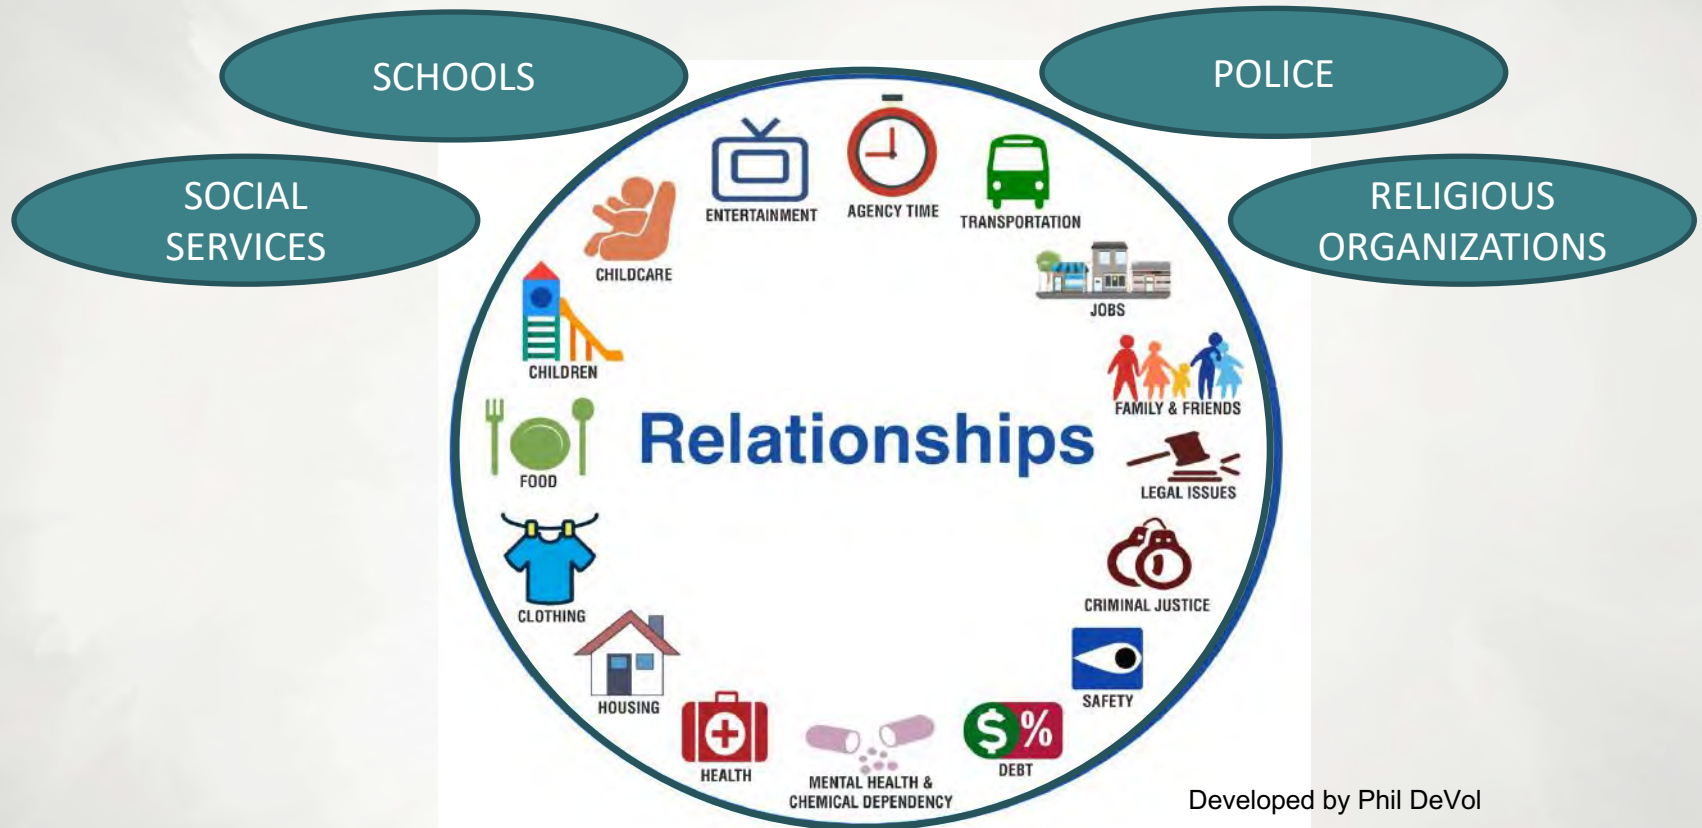 SCHOOLS
POLICE
SOCIAL
SERVICES
RELIGIOUS
ORGANIZATIONS
ENTERTAINMENT
AGENCY TIME
TRANSPORTATION
CHILDCARE
JOBS
CHILDREN
FAMILY & FRIENDS
Relationships
FOOD
LEGAL ISSUES
CLOTHING
CRIMINAL JUSTICE
HOUSING
SAFETY
HEALTH
MENTAL HEALTH &
CHEMICAL DEPENDENCY
$ %
DEBT
Developed by Phil DeVol